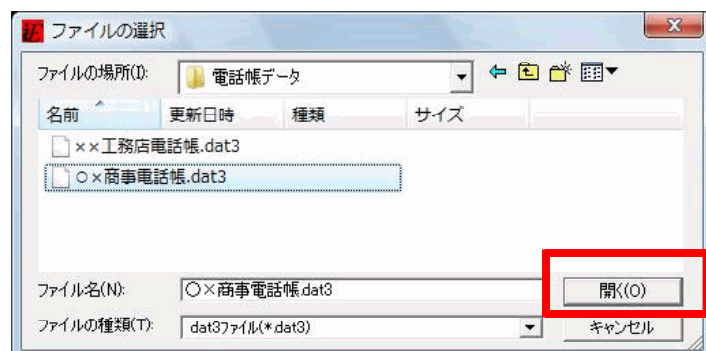 iE ファイルの選択 X
ファイルの場所(I): 電話帳データ
名前 更新日時 種類 サイズ
××工務店電話帳.dat3
○×商事電話帳.dat3
ファイル名(N): ○×商事電話帳.dat3 開く(O)
ファイルの種類(T): dat3ファイル(*.dat3) キャンセル